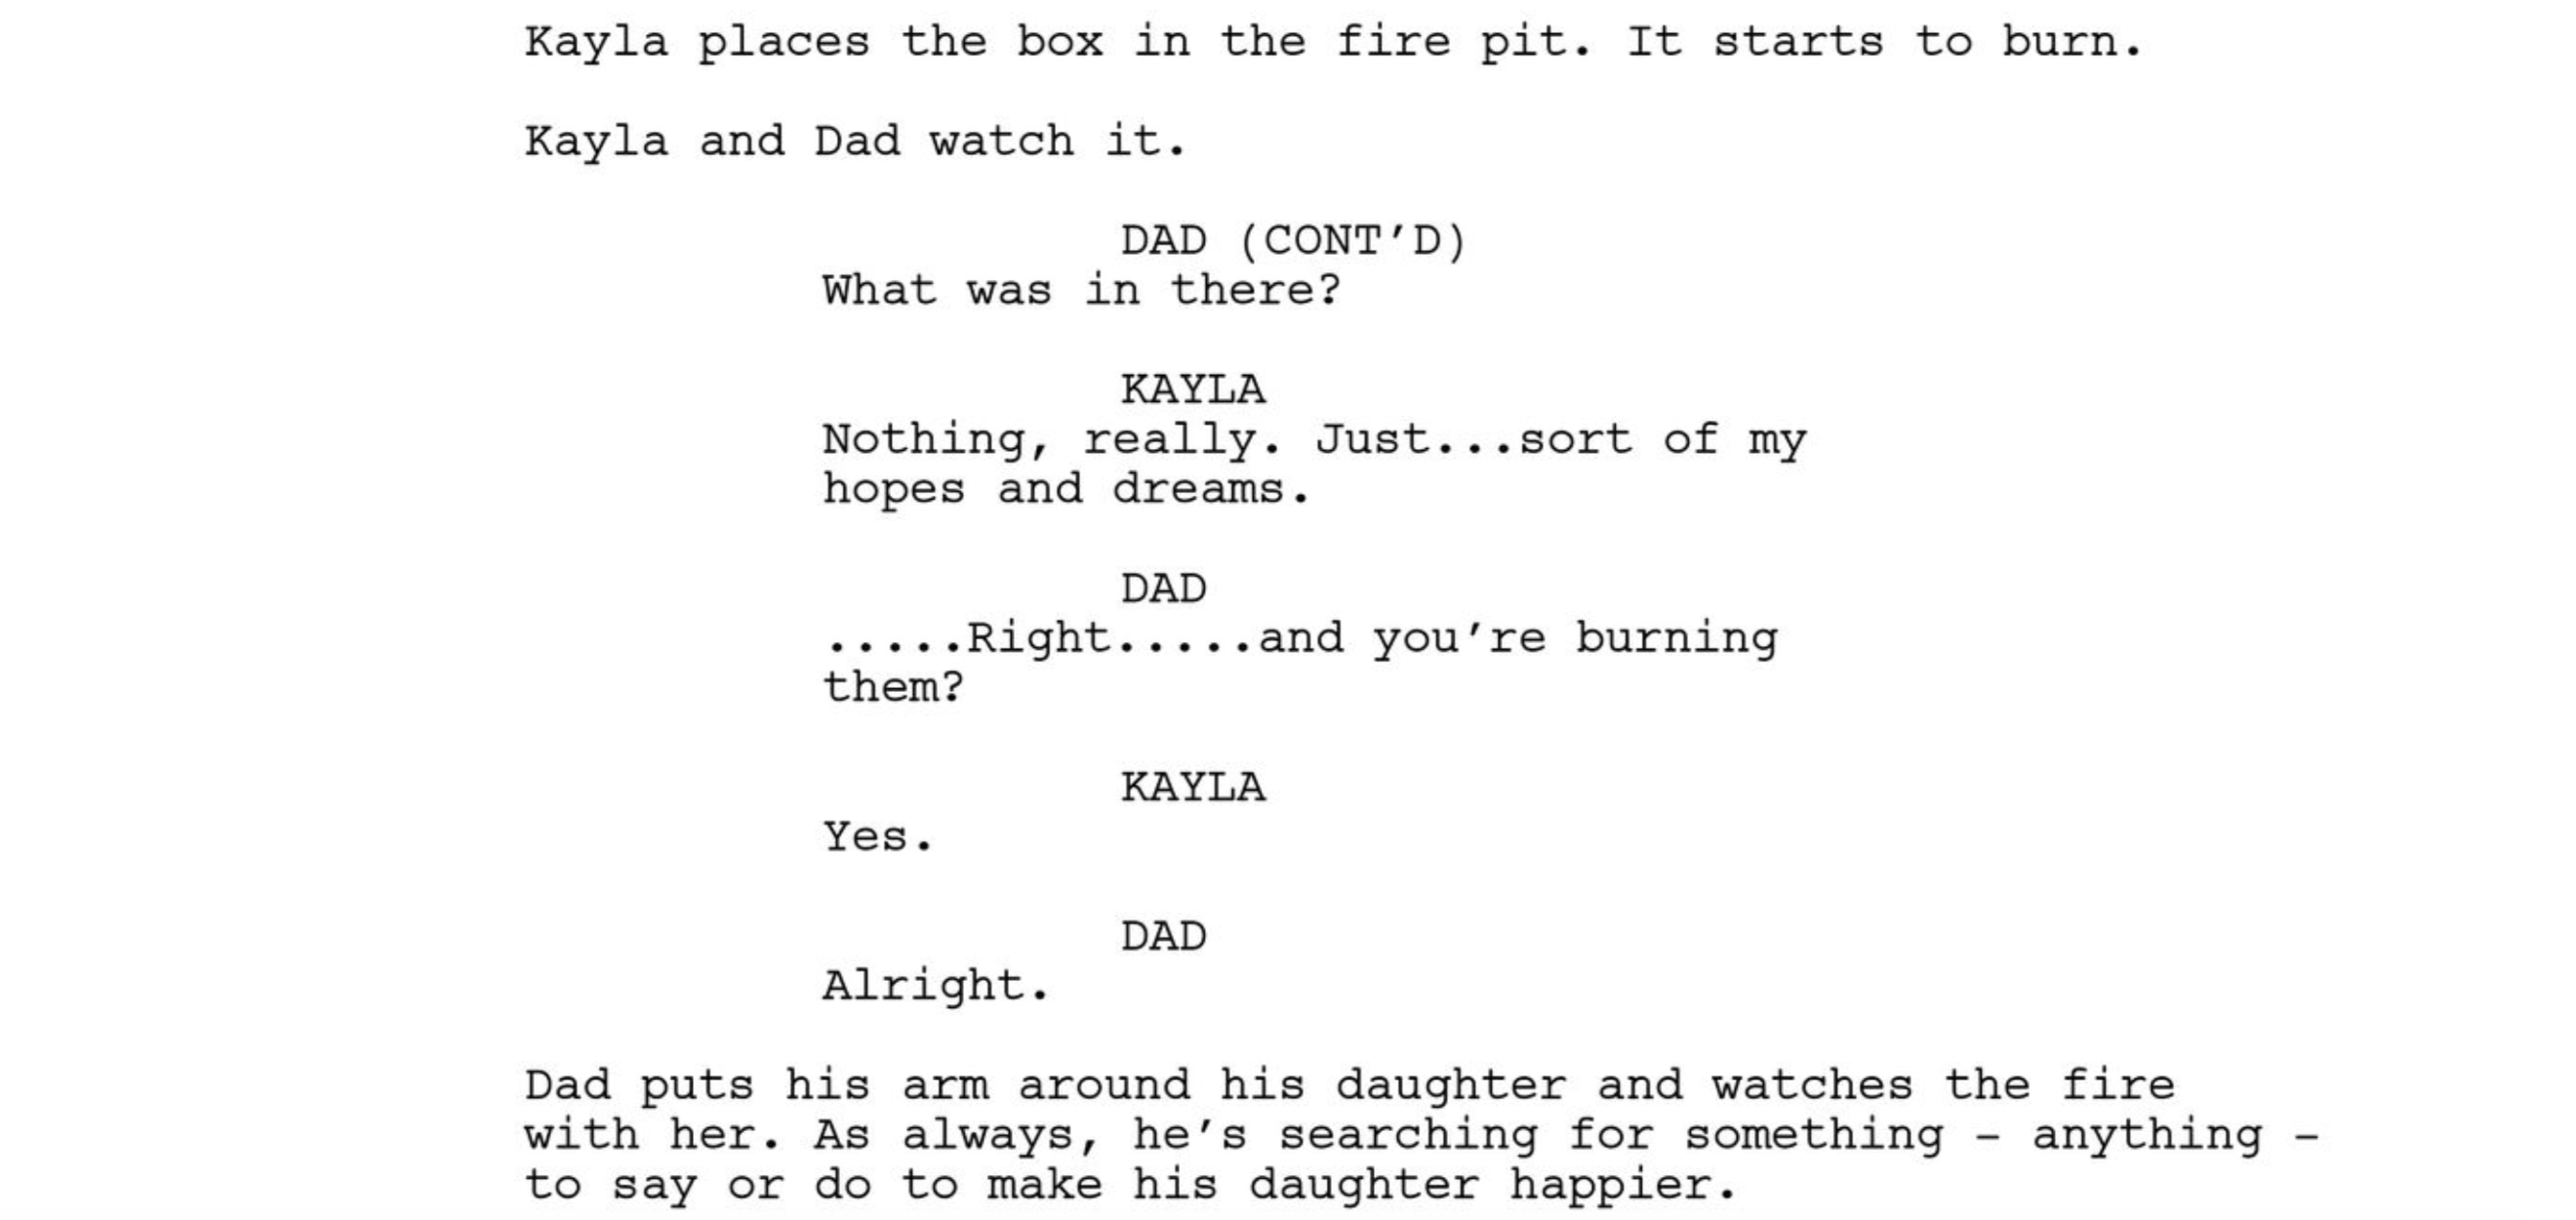 Kayla places the box in the fire pit. It starts to burn.
Kayla and Dad watch it.
DAD (CONT'D)
What was in there?
KAYLA
Nothing, really. Just...sort of my
hopes and dreams.
DAD
.....Right.....and you're burning
them?
KAYLA
Yes.
DAD
Alright.
Dad puts his arm around his daughter and watches the fire
with her. As always, he's searching for something - anything -
to say or do to make his daughter happier.